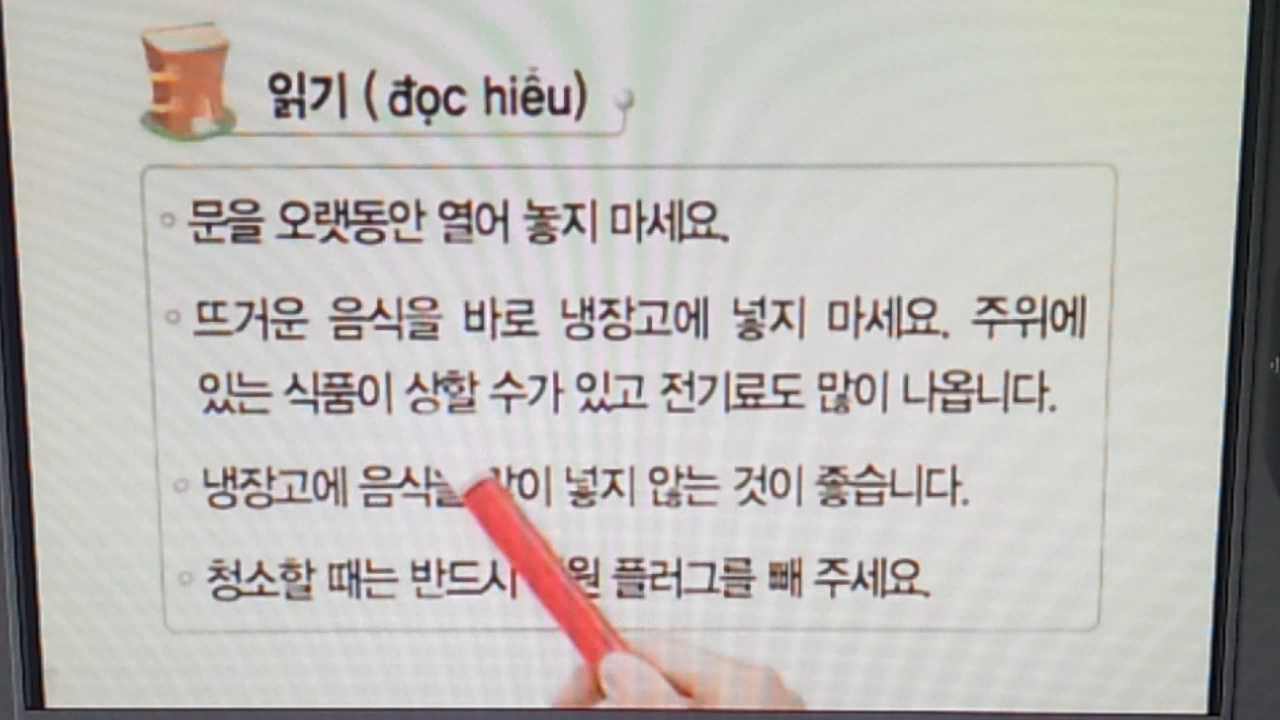 읽기 ( đọc hiểu)
문을 오랫동안 열어 놓지 마세요.
뜨거운 음식을 바로 냉장고에 넣지 마세요. 주위에
있는 식품이 상할 수가 있고 전기료도 많이 나옵니다.
냉장고에 음식을 넣지 않는 것이 좋습니다.
청소할 때는 반드시 플러그를 빼 주세요.